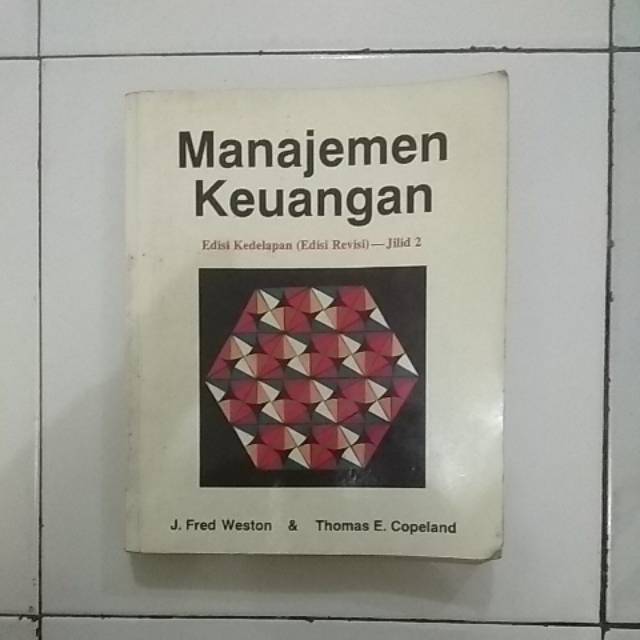 Manajemen
Keuangan
Edisi Kedelapan (Edisi Revisi)—Jilid 2
J. Fred Weston & Thomas E. Copeland